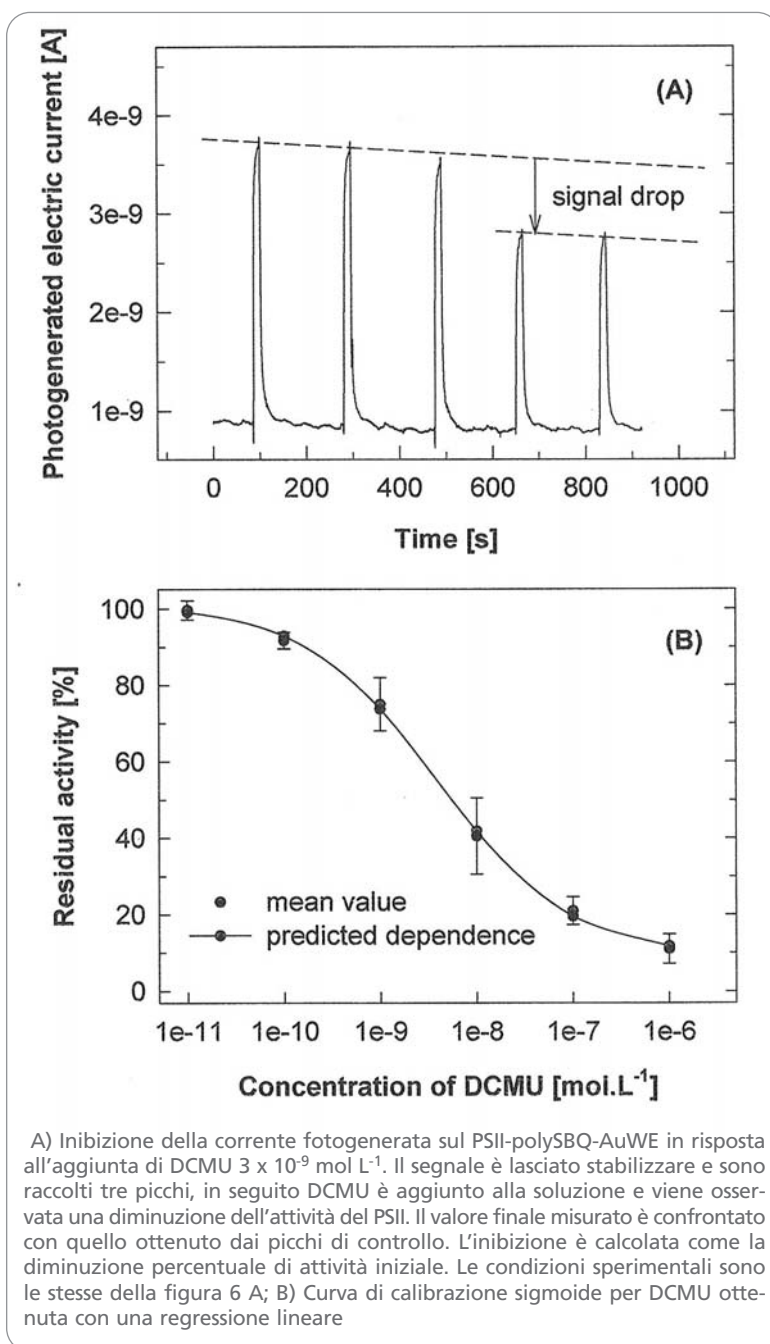 Photogenerated electric current [A]
(A)
4e-9
3e-9
2e-9
1e-9
signal drop
0 200 400 600 800 1000
Time [s]
Residual activity [%]
(B)
100
80
60
40
20
0
mean value
predicted dependence
1e-11 1e-10 1e-9 1e-8 1e-7 1e-6
Concentration of DCMU [mol.L⁻¹]
A) Inibizione della corrente fotogenerata sul PSII-polySBQ-AuWE in risposta
all’aggiunta di DCMU 3 x 10⁻⁹ mol L⁻¹. Il segnale è lasciato stabilizzare e sono
raccolti tre picchi, in seguito DCMU è aggiunto alla soluzione e viene osser-
vata una diminuzione dell’attività del PSII. Il valore finale misurato è confrontato
con quello ottenuto dai picchi di controllo. L’inibizione è calcolata come la
diminuzione percentuale di attività iniziale. Le condizioni sperimentali sono
le stesse della figura 6 A; B) Curva di calibrazione sigmoide per DCMU otte-
nuta con una regressione lineare